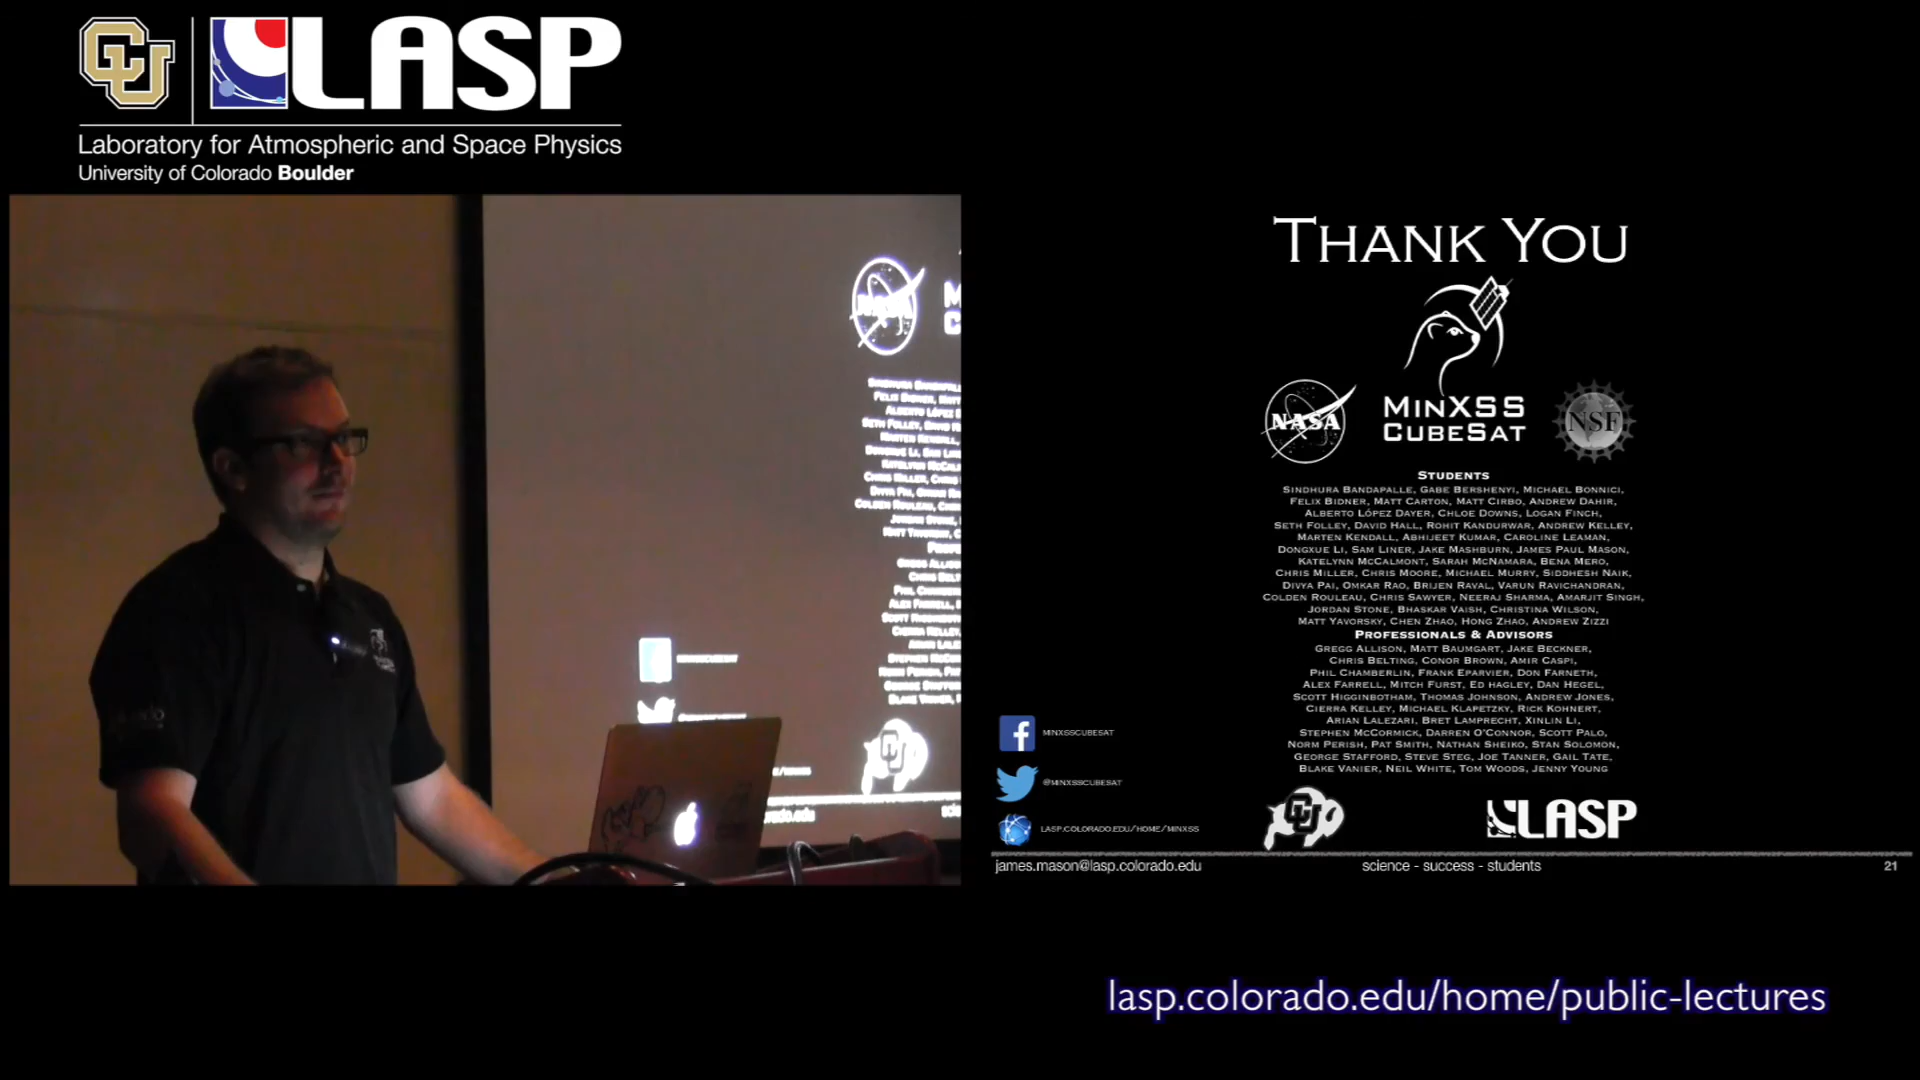 CU
LASP
Laboratory for Atmospheric and Space Physics
University of Colorado Boulder
THANK YOU
NASA
MINXSS
CUBESAT
NSF
STUDENTS
SINDHURA BANDAPALLE, GABE BERSHENYI, MICHAEL BONNICI,
FELIX BIDNER, MATT CARTON, MATT CIRBO, ANDREW DAHIR,
ALBERTO LÓPEZ DAYER, CHLOE DOWNS, LOGAN FINCH,
SETH FOLLEY, DAVID HALL, ROHIT KANDURWAR, ANDREW KELLEY,
MARTEN KENDALL, ABHIJEET KUMAR, CAROLINE LEAMAN,
DONGXUE LI, SAM LINER, JAKE MASHBURN, JAMES PAUL MASON,
KATELYNN MCCALMONT, SARAH MCNAMARA, BENA MERO,
CHRIS MILLER, CHRIS MOORE, MICHAEL MURRY, SIDDHESH NAIK,
DIVYA PAI, OMKAR RAO, BRIJEN RAVAL, VARUN RAVICHANDRAN,
COLDEN ROULEAU, CHRIS SAWYER, NEERAJ SHARMA, AMARJIT SINGH,
JORDAN STONE, BHASKAR VAISH, CHRISTINA WILSON,
MATT YAVORSKY, CHEN ZHAO, HONG ZHAO, ANDREW ZIZZI
PROFESSIONALS & ADVISORS
GREGG ALLISON, MATT BAUMGART, JAKE BECKNER,
CHRIS BELTING, CONOR BROWN, AMIR CASPI,
PHIL CHAMBERLIN, FRANK EPARVIER, DON FARNETH,
ALEX FARRELL, MITCH FURST, ED HAGLEY, DAN HEGEL,
SCOTT HIGGINBOTHAM, THOMAS JOHNSON, ANDREW JONES,
CIERRA KELLEY, MICHAEL KLAPETZKY, RICK KOHNERT,
ARIAN LALEZARI, BRET LAMPRECHT, XINLIN LI,
STEPHEN MCCORMICK, DARREN O'CONNOR, SCOTT PALO,
NORM PERISH, PAT SMITH, NATHAN SHEIKO, STAN SOLOMON,
GEORGE STAFFORD, STEVE STEG, JOE TANNER, GAIL TATE,
BLAKE VANIER, NEIL WHITE, TOM WOODS, JENNY YOUNG
MINXSSCUBESAT
@MINXSSCUBESAT
LASP.COLORADO.EDU/HOME/MINXSS
CU
LASP
james.mason@lasp.colorado.edu
science - success - students
21
lasp.colorado.edu/home/public-lectures